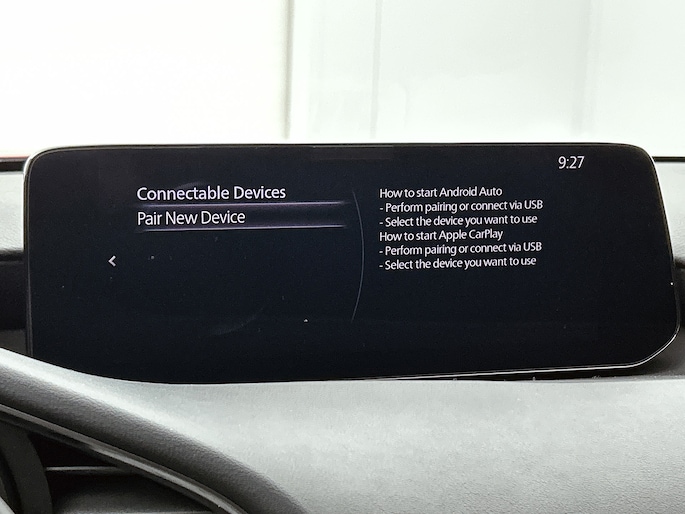 9:27
Connectable Devices
Pair New Device
How to start Android Auto
- Perform pairing or connect via USB
- Select the device you want to use
How to start Apple CarPlay
- Perform pairing or connect via USB
- Select the device you want to use